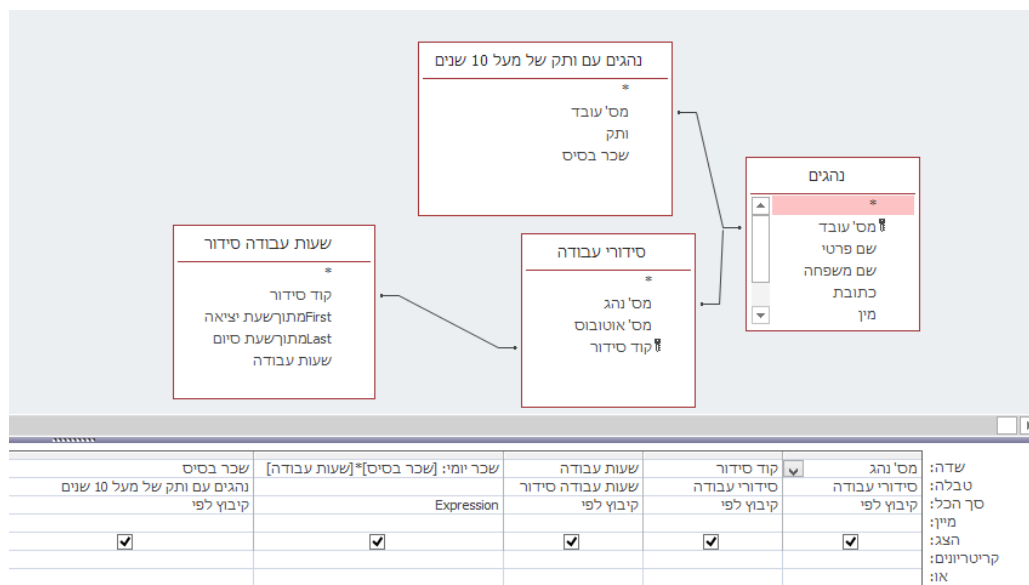 נהגים עם ותק של מעל 10 שנים
*
מס' עובד
ותק
שכר בסיס
נהגים
*
מס' עובד
שם פרטי
שם משפחה
כתובת
מין
סידורי עבודה
*
מס' נהג
מס' אוטובוס
קוד סידור
שעות עבודה סידור
*
קוד סידור
Firstמתוךשעת יציאה
Lastמתוךשעת סיום
שעות עבודה
שדה: מס' נהג קוד סידור שעות עבודה שכר יומי: [שכר בסיס]*[שעות עבודה] שכר בסיס
טבלה: סידורי עבודה סידורי עבודה שעות עבודה סידור נהגים עם ותק של מעל 10 שנים
סך הכל: קיבוץ לפי קיבוץ לפי קיבוץ לפי Expression קיבוץ לפי
מיין:
הצג:
קריטריונים:
או: